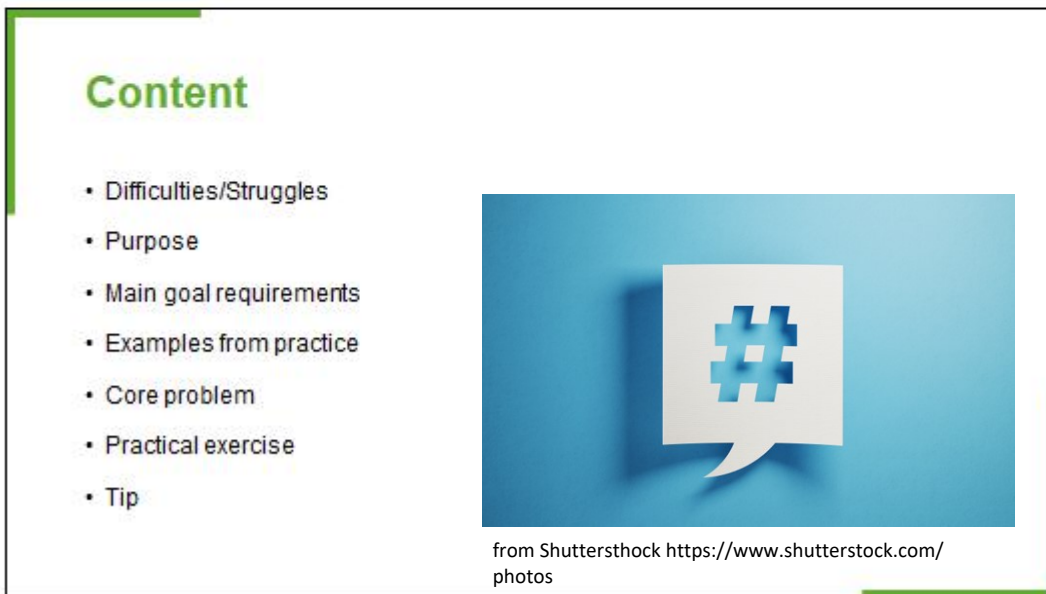 Content
• Difficulties/Struggles
• Purpose
• Main goal requirements
• Examples from practice
• Core problem
• Practical exercise
• Tip
#
from Shuttersthock https://www.shutterstock.com/
photos